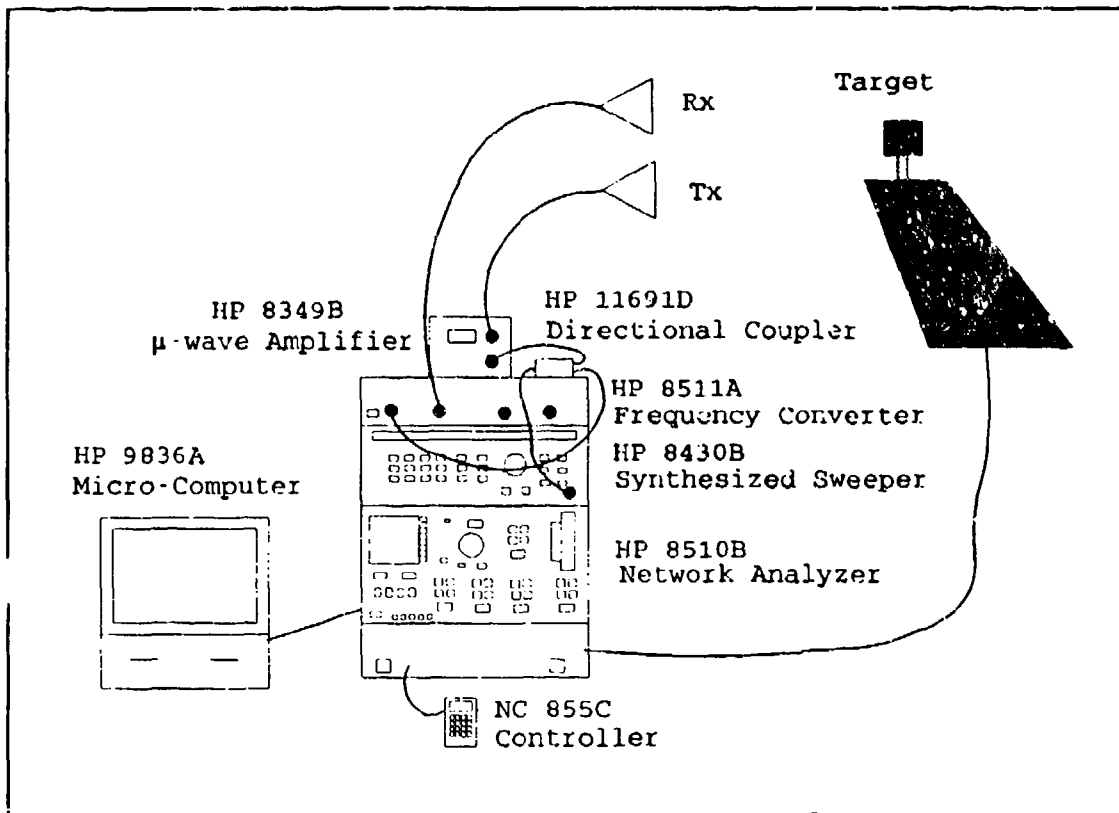 Target
Rx
Tx
HP 8349B
μ-wave Amplifier
HP 11691D
Directional Coupler
HP 8511A
Frequency Converter
HP 8430B
Synthesized Sweeper
HP 9836A
Micro-Computer
HP 8510B
Network Analyzer
NC 855C
Controller